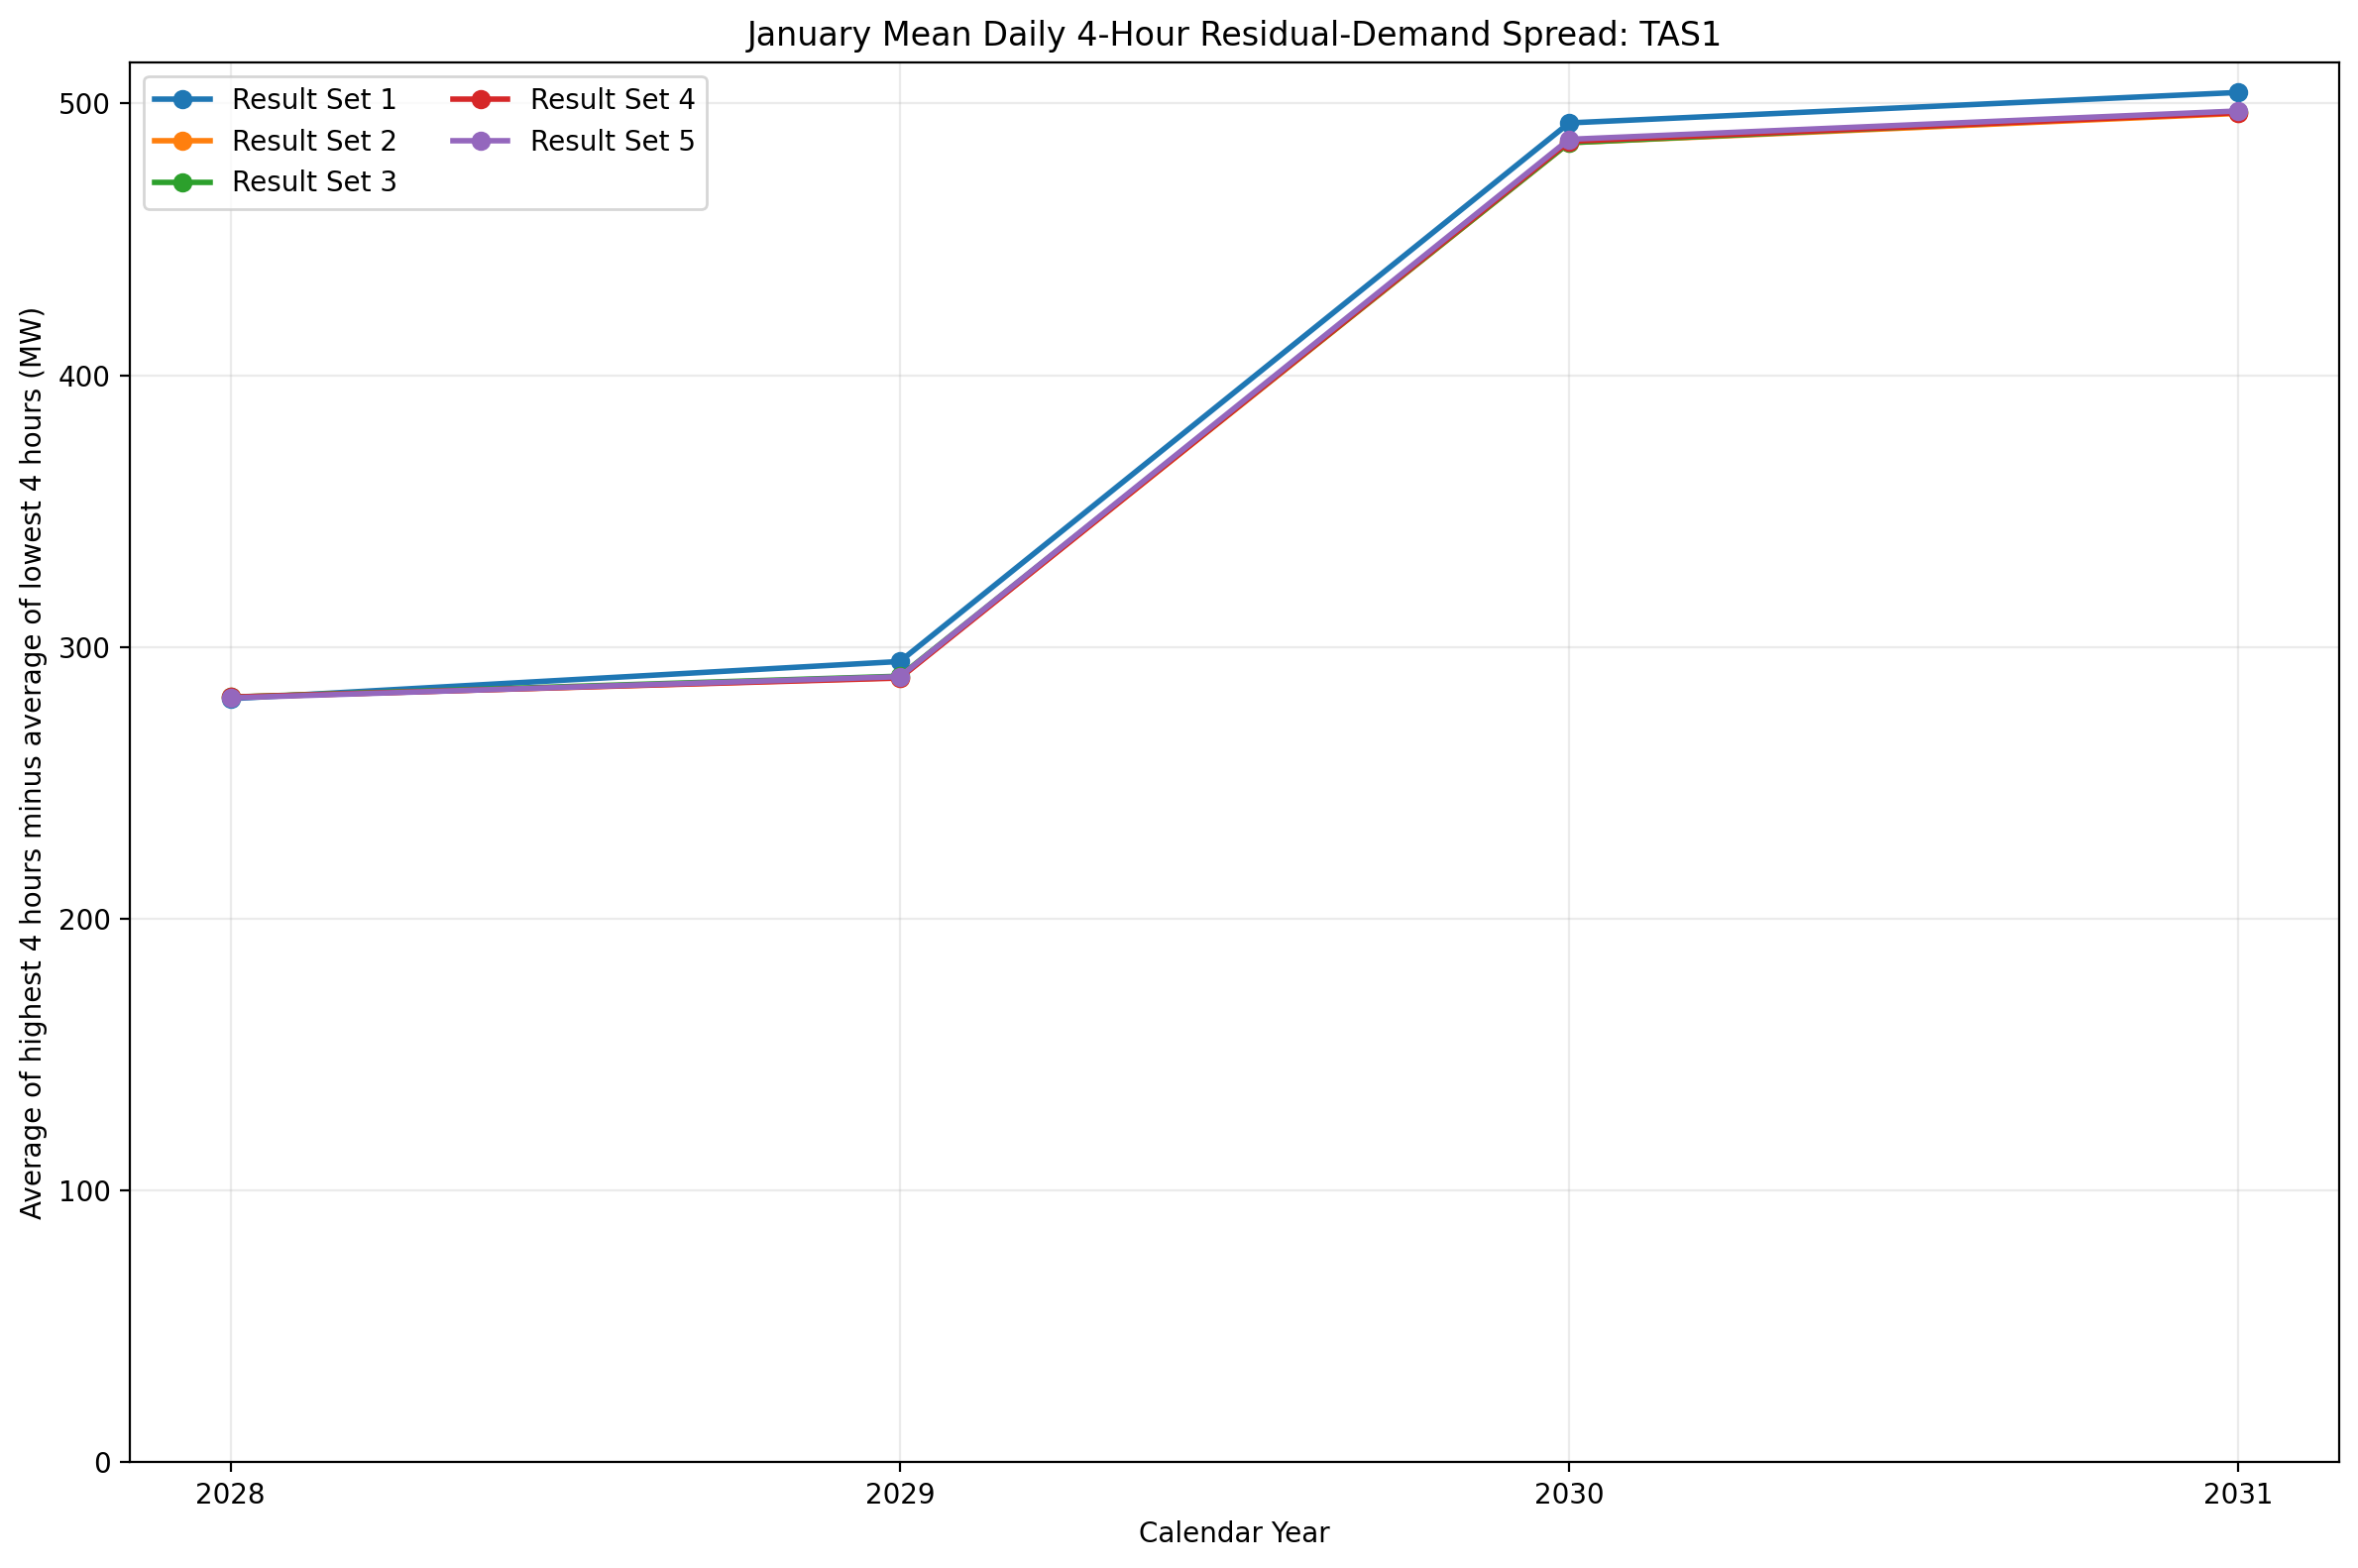 January Mean Daily 4-Hour Residual-Demand Spread: TAS1
Result Set 1
Result Set 2
Result Set 3
Result Set 4
Result Set 5
Average of highest 4 hours minus average of lowest 4 hours (MW)
500
400
300
200
100
0
2028
2029
2030
2031
Calendar Year